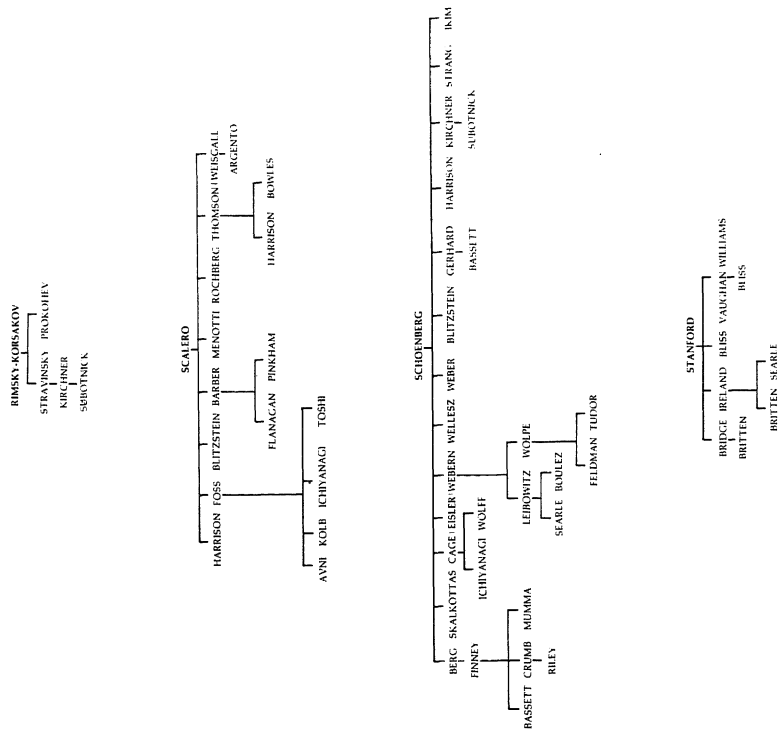 RIMSKY-KORSAKOV
STRAVINSKY PROKOHEV
KIRCHNER
SUBOTNICK
SCALERO
HARRISON FOSS BLITZSTEIN BARBER MENOTTI ROCHBERG THOMSON WEISGALL
ARGENTO
FLANAGAN PINKHAM
HARRISON BOWLES
AVNI KOLB ICHIYANAGI TOSHI
SCHOENBERG
BERG SKALKOTTAS CAGE EISLER WEBERN WELLESZ WEBER BLITZSTEIN GERHARD HARRISON KIRCHNER STRANG
FINNEY
BASSETT
SUBOTNICK
ICHIYANAGI WOLFF
LEIBOWITZ WOLPE
BASSETT CRUMB MUMMA
SEARLE BOULEZ
RILEY
FELDMAN TUDOR
STANFORD
BRIDGE IRELAND BLISS VAUGHAN WILLIAMS
BRITTEN
BLISS
BRITTEN SEARLE